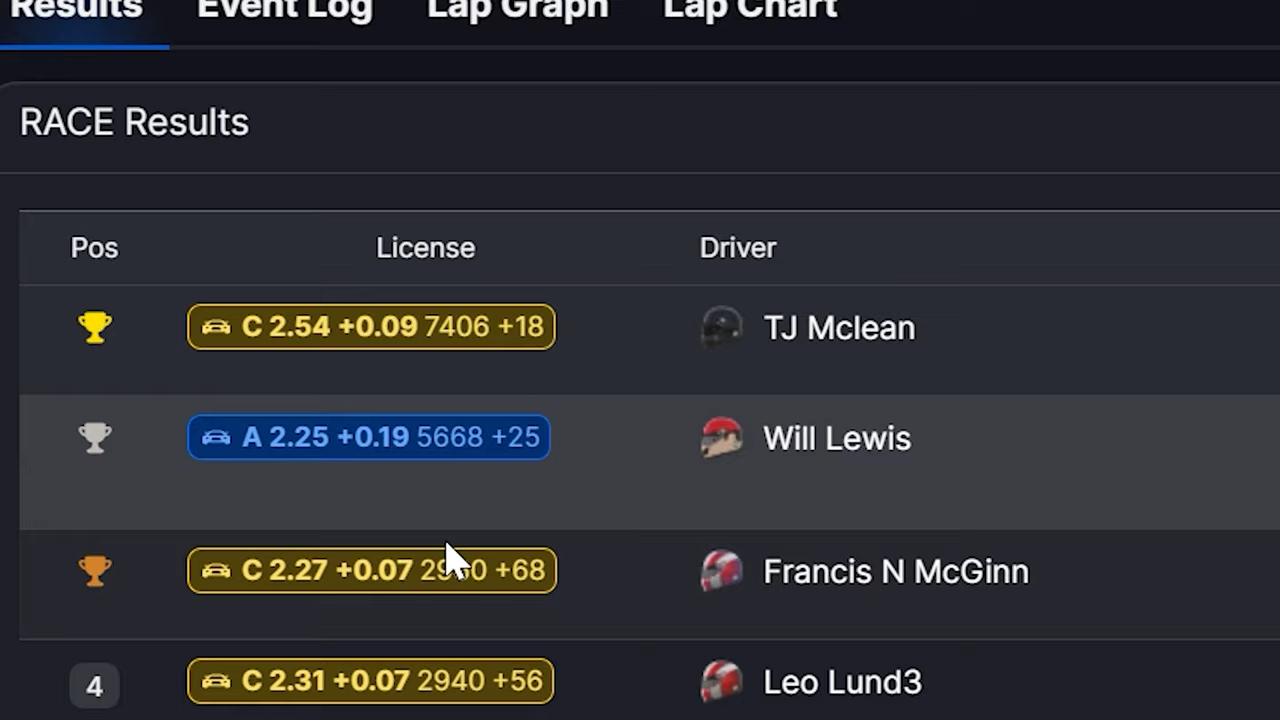 Results Event Log Lap Graph Lap Chart
RACE Results
Pos License Driver
C 2.54 +0.09 7406 +18 TJ Mclean
A 2.25 +0.19 5668 +25 Will Lewis
C 2.27 +0.07 +68 Francis N McGinn
4 C 2.31 +0.07 2940 +56 Leo Lund3